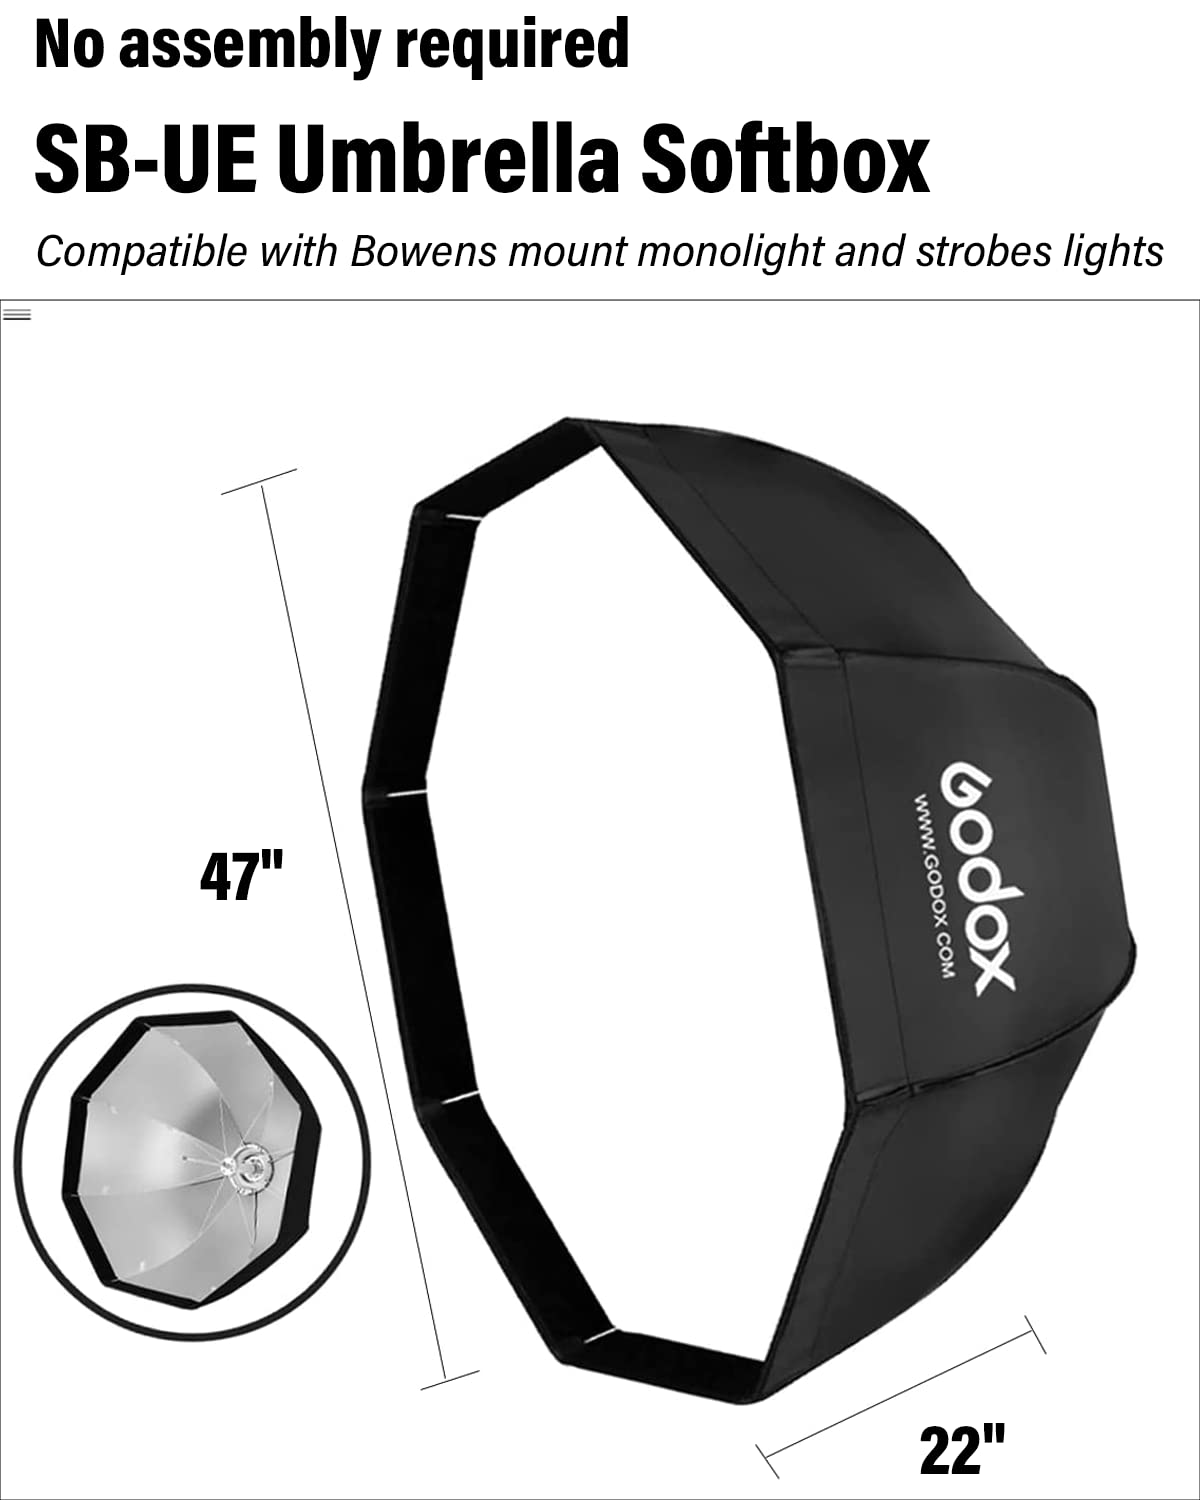 No assembly required
SB-UE Umbrella Softbox
Compatible with Bowens mount monolight and strobes lights
47"
GODOX
WWW.GODOX.COM
22"